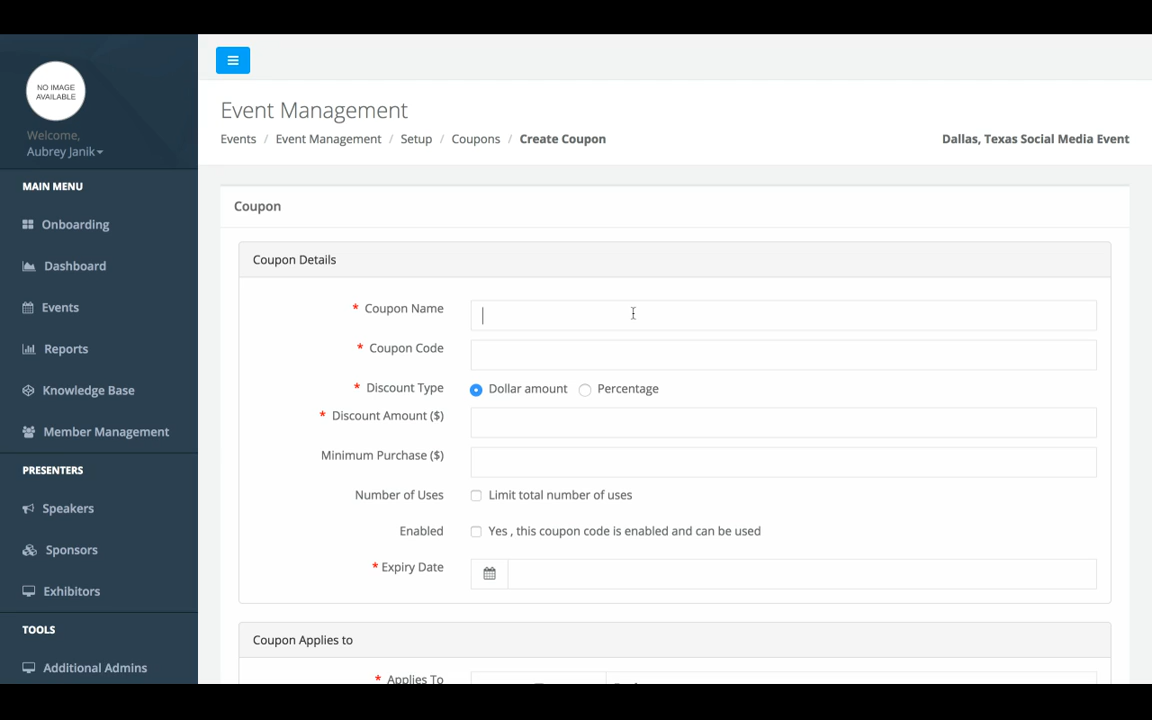 NO IMAGE
AVAILABLE
Welcome,
Aubrey Janik
MAIN MENU
Onboarding
Dashboard
Events
Reports
Knowledge Base
Member Management
PRESENTERS
Speakers
Sponsors
Exhibitors
TOOLS
Additional Admins
Event Management
Events / Event Management / Setup / Coupons / Create Coupon
Dallas, Texas Social Media Event
Coupon
Coupon Details
* Coupon Name
* Coupon Code
* Discount Type Dollar amount Percentage
* Discount Amount ($)
Minimum Purchase ($)
Number of Uses Limit total number of uses
Enabled Yes , this coupon code is enabled and can be used
* Expiry Date
Coupon Applies to
* Applies To